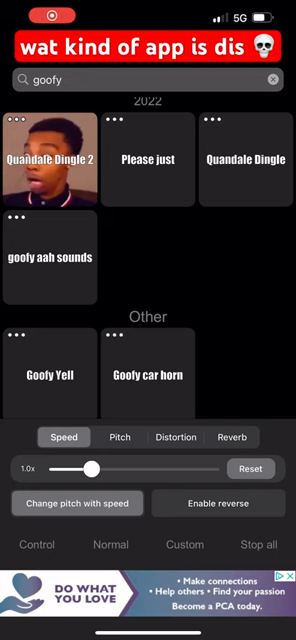 5G
wat kind of app is dis 💀
goofy
2022
Quandale Dingle 2
Please just
Quandale Dingle
goofy aah sounds
Other
Goofy Yell
Goofy car horn
Speed
Pitch
Distortion
Reverb
1.0x
Reset
Change pitch with speed
Enable reverse
Control
Normal
Custom
Stop all
DO WHAT
YOU LOVE
• Make connections
• Help others • Find your passion
Become a PCA today.